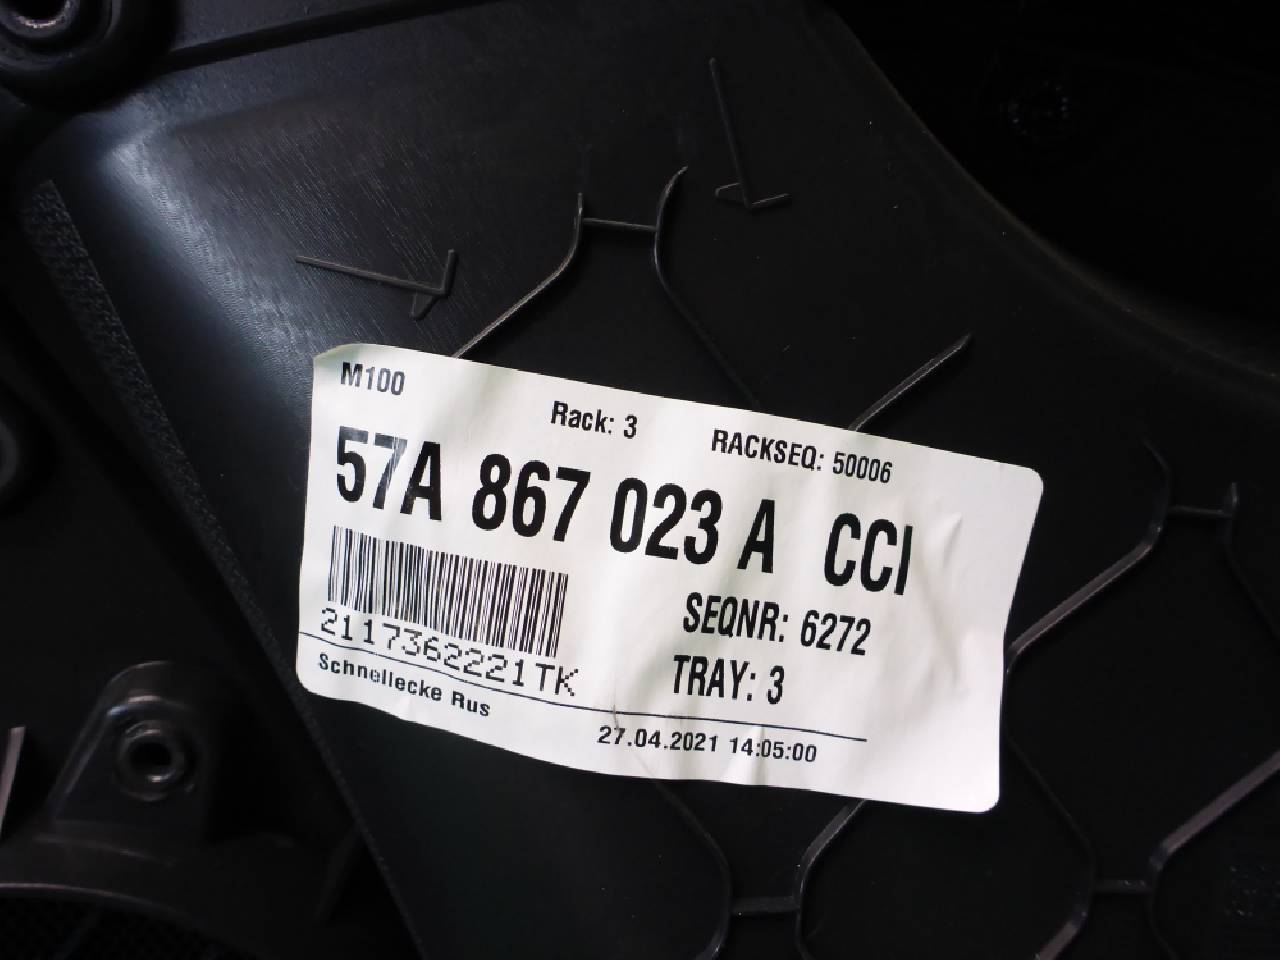 M100
Rack: 3
RACKSEQ: 50006
57A 867 023 A CCI
SEQNR: 6272
2117362221TK
TRAY: 3
Schnellecke Rus
27.04.2021 14:05:00